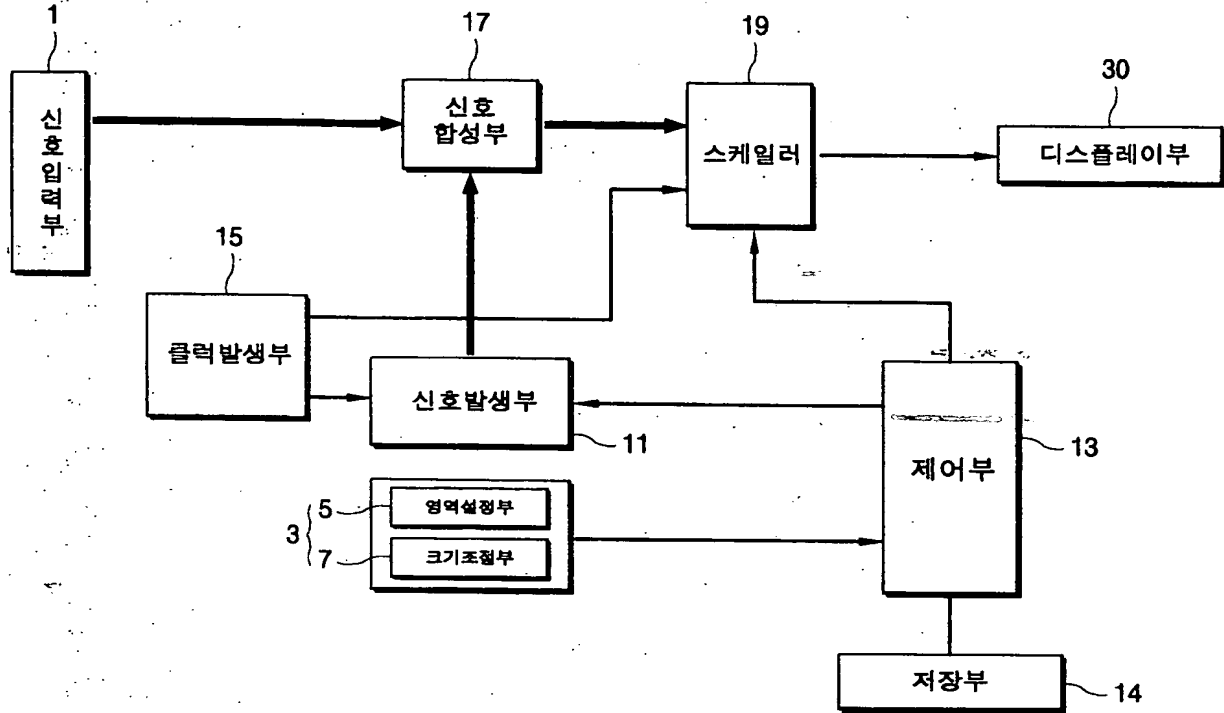 1
17
19
30
신호입력부
신호
합성부
스케일러
디스플레이부
15
클럭발생부
신호발생부
11
제어부
13
3
5
영역설정부
7
크기조절부
저장부
14